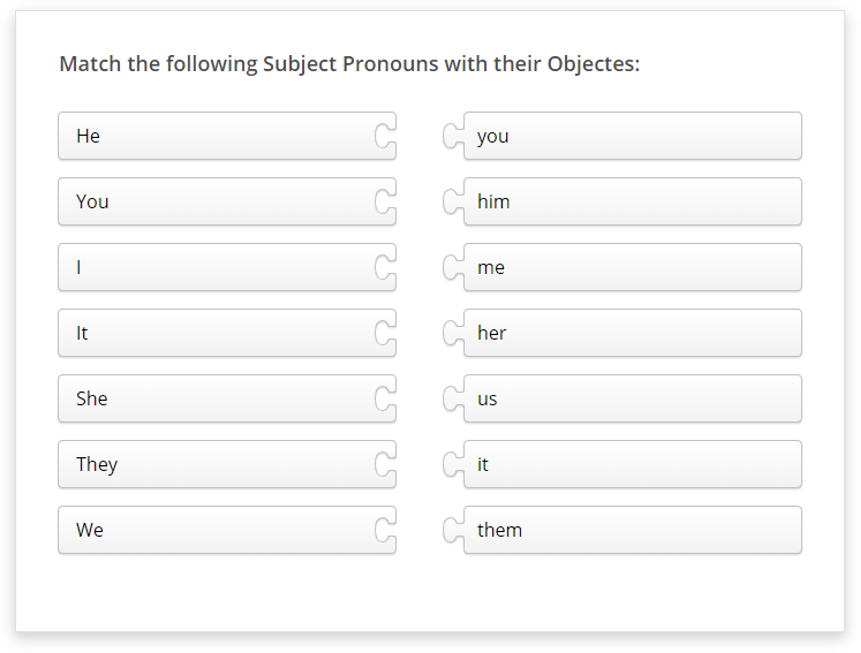 Match the following Subject Pronouns with their Objectes:
He
you
You
him
I
me
It
her
She
us
They
it
We
them